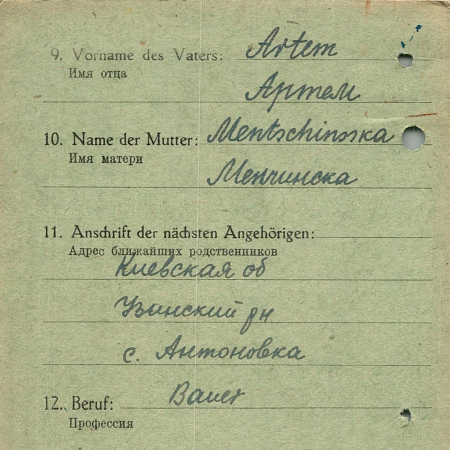 9. Vorname des Vaters: Artem
Имя отца
Артем
10. Name der Mutter: Mentschinska
Имя матери
Менчинска
11. Anschrift der nächsten Angehörigen:
Адрес ближайших родственников
Киевская об
рн
с. Антоновка
12. Beruf: Bauer
Профессия